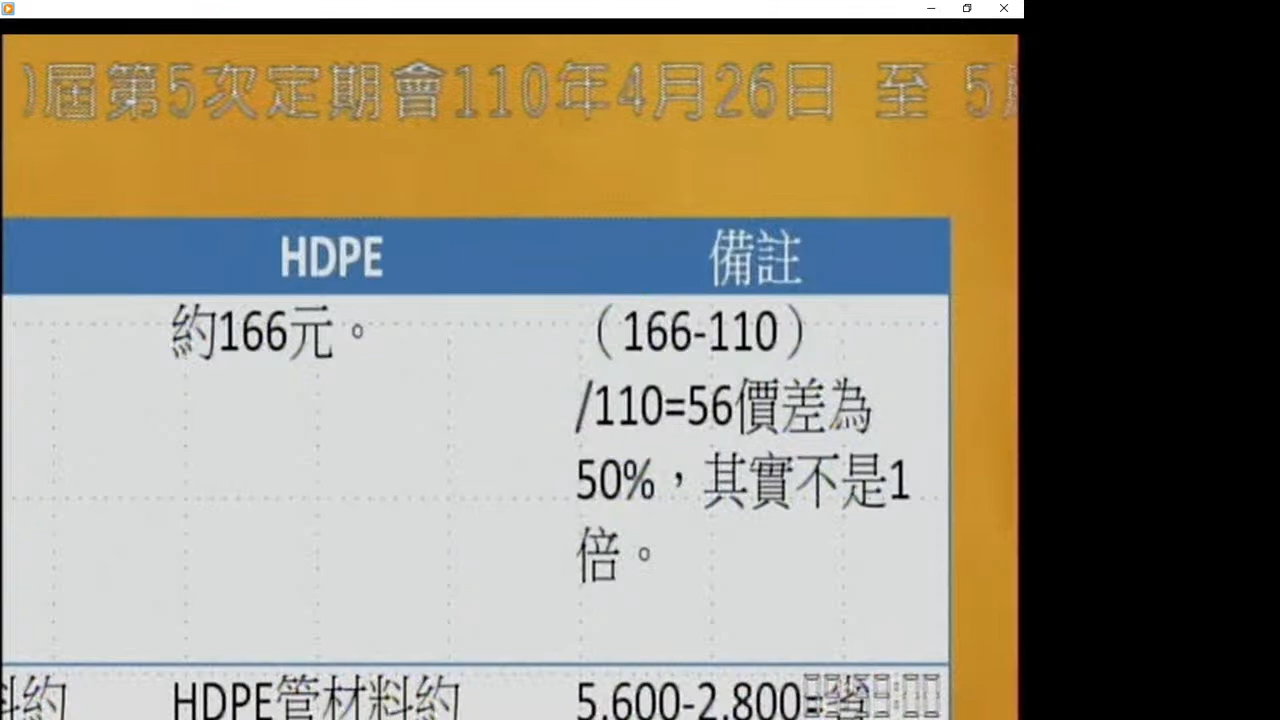 屆第5次定期會110年4月26日 至 5月
HDPE 備註
約166元。
（166-110）
/110=56價差為
50%，其實不是1
倍。
料約 HDPE管材料約 5,600-2,800=